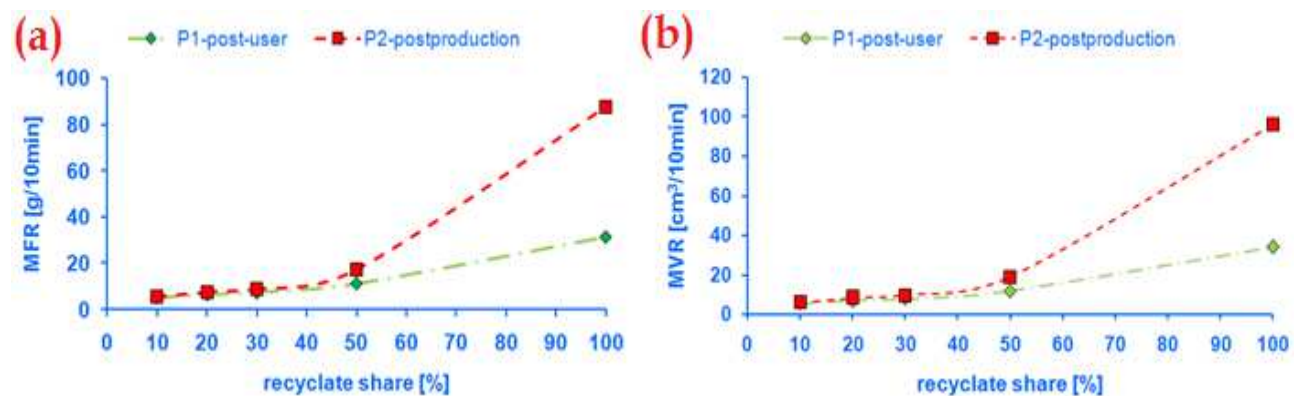 (a)
P1-post-user P2-postproduction
MFR [g/10min]
100
80
60
40
20
0
0 10 20 30 40 50 60 70 80 90 100
recyclate share [%]
(b)
P1-post-user P2-postproduction
MVR [cm³/10min]
120
100
80
60
40
20
0
0 10 20 30 40 50 60 70 80 90 100
recyclate share [%]